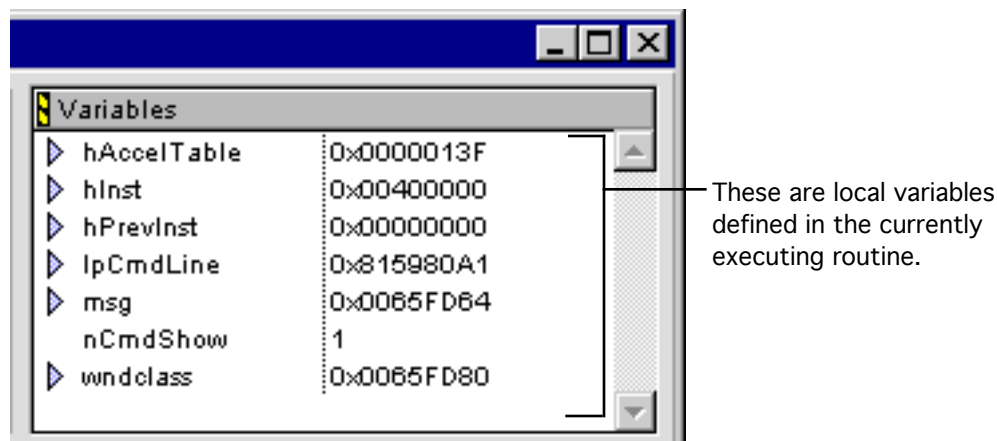 Variables
hAccelTable 0x0000013F
hInst 0x00400000
hPrevInst 0x00000000
lpCmdLine 0x815980A1
msg 0x0065FD64
nCmdShow 1
wndclass 0x0065FD80
These are local variables
defined in the currently
executing routine.